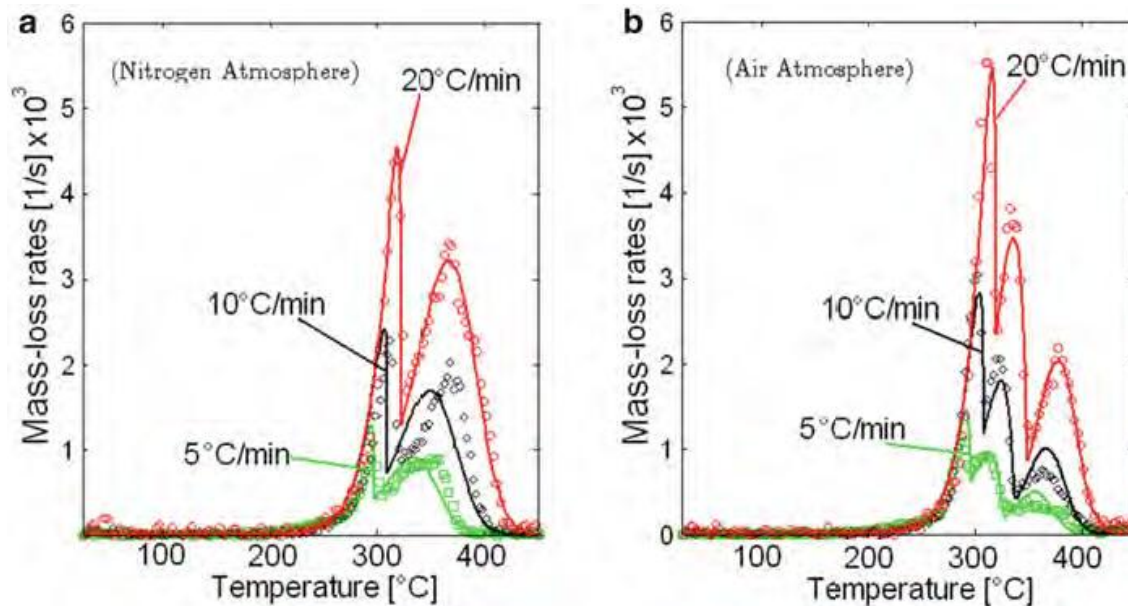 a
6
5
4
3
2
1
Mass-loss rates [1/s] x10³
(Nitrogen Atmosphere)
20°C/min
10°C/min
5°C/min
100 200 300 400
Temperature [°C]
b
6
5
4
3
2
1
0
Mass-loss rates [1/s] x10³
(Air Atmosphere)
20°C/min
10°C/min
5°C/min
100 200 300 400
Temperature [°C]